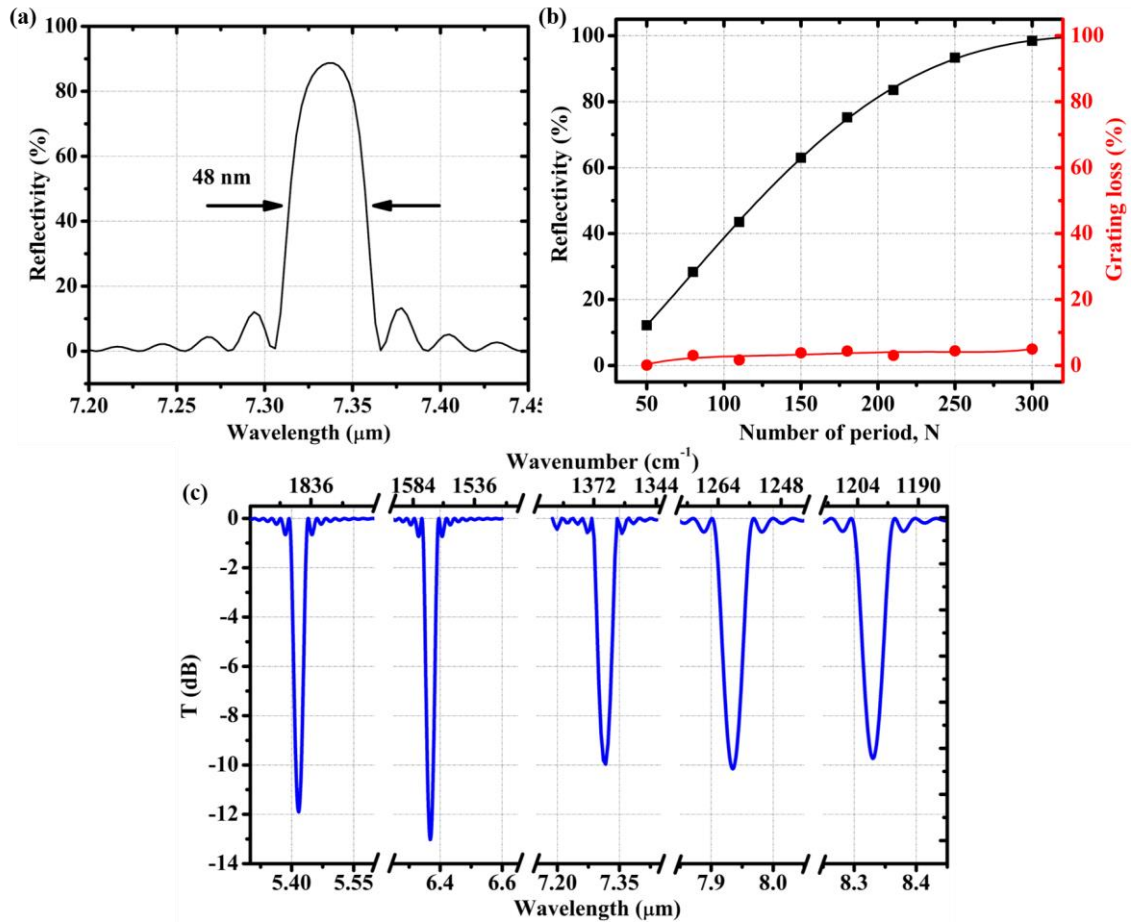 (a)
100
80
60
40
20
0
Reflectivity (%)
48 nm
7.20 7.25 7.30 7.35 7.40 7.45
Wavelength (μm)
(b)
100
80
60
40
20
0
Reflectivity (%)
100
80
60
40
20
0
Grating loss (%)
50 100 150 200 250 300
Number of period, N
Wavenumber (cm⁻¹)
(c)
1836 1584 1536 1372 1344 1264 1248 1204 1190
0
-2
-4
-6
-8
-10
-12
-14
T (dB)
5.40 5.55 6.4 6.6 7.20 7.35 7.9 8.0 8.3 8.4
Wavelength (μm)